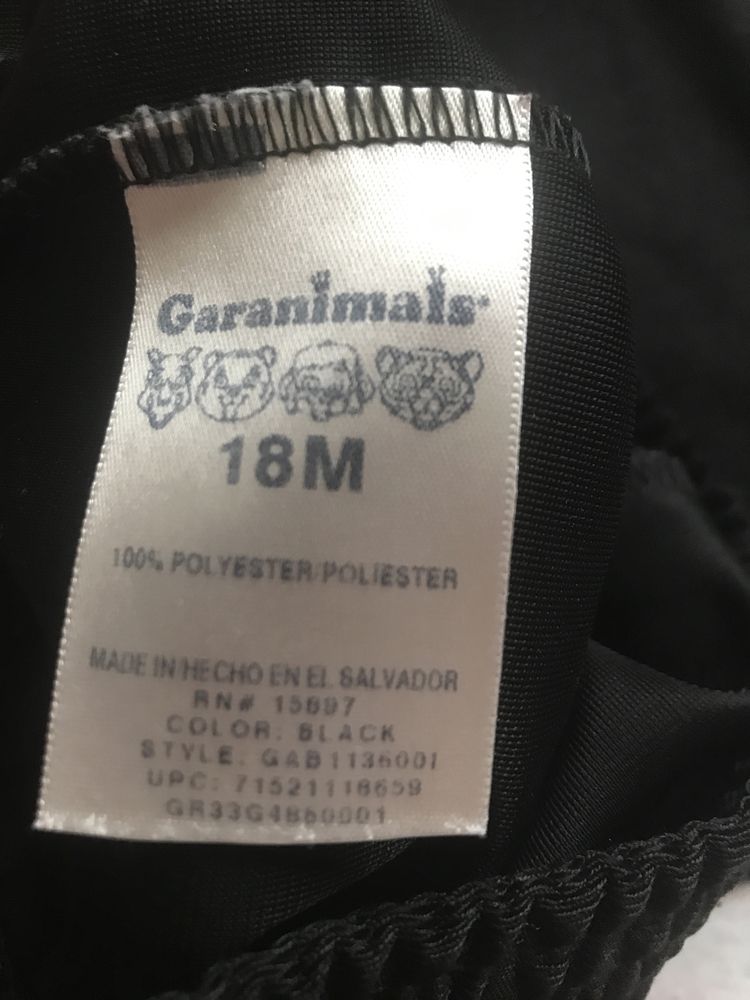 Garanimals
18M
100% POLYESTER/POLIESTER
MADE IN/HECHO EN EL SALVADOR
RN# 15897
COLOR: BLACK
STYLE: GAB1136001
UPC: 71521118659